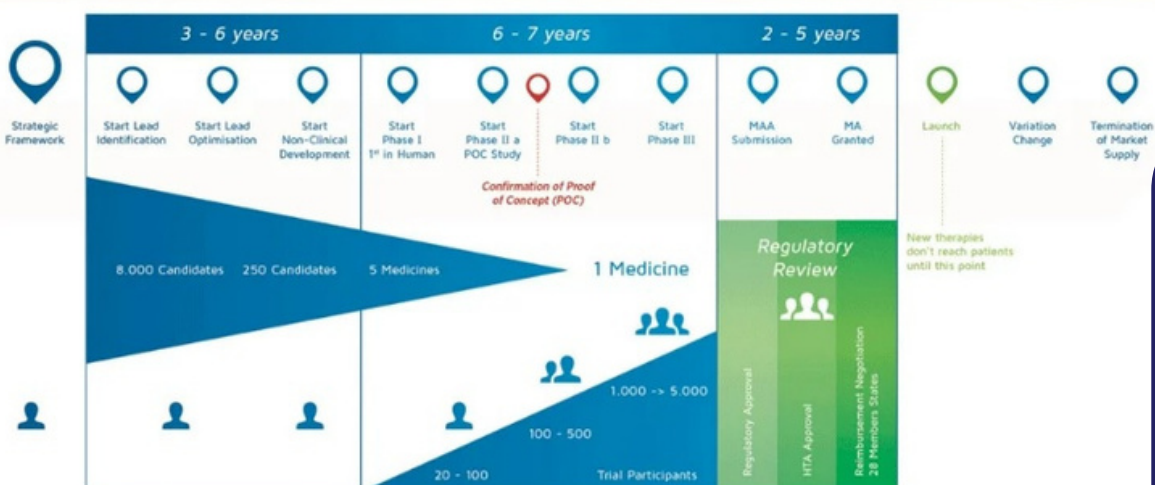 3 - 6 years
6 - 7 years
2 - 5 years
Strategic
Framework
Start Lead
Identification
Start Lead
Optimisation
Start
Non-Clinical
Development
Start
Phase I
1st in Human
Start
Phase II a
POC Study
Start
Phase II b
Start
Phase III
MAA
Submission
MA
Granted
Launch
Variation
Change
Termination
of Market
Supply
Confirmation of Proof
of Concept (POC)
8.000 Candidates
250 Candidates
5 Medicines
1 Medicine
Regulatory
Review
New therapies
don't reach patients
until this point
1.000 -> 5.000
100 - 500
20 - 100
Trial Participants
Regulatory Approval
HTA Approval
Reimbursement Negotiation
28 Members States